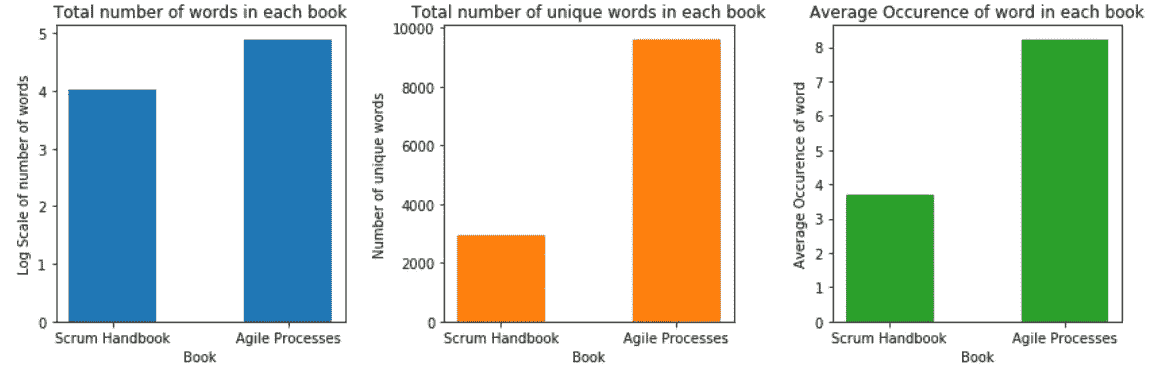 Total number of words in each book
Log Scale of number of words
5
4
3
2
1
0
Scrum Handbook Agile Processes
Book
Total number of unique words in each book
Number of unique words
10000
8000
6000
4000
2000
0
Scrum Handbook Agile Processes
Book
Average Occurence of word in each book
Average Occurence of word
8
7
6
5
4
3
2
1
0
Scrum Handbook Agile Processes
Book